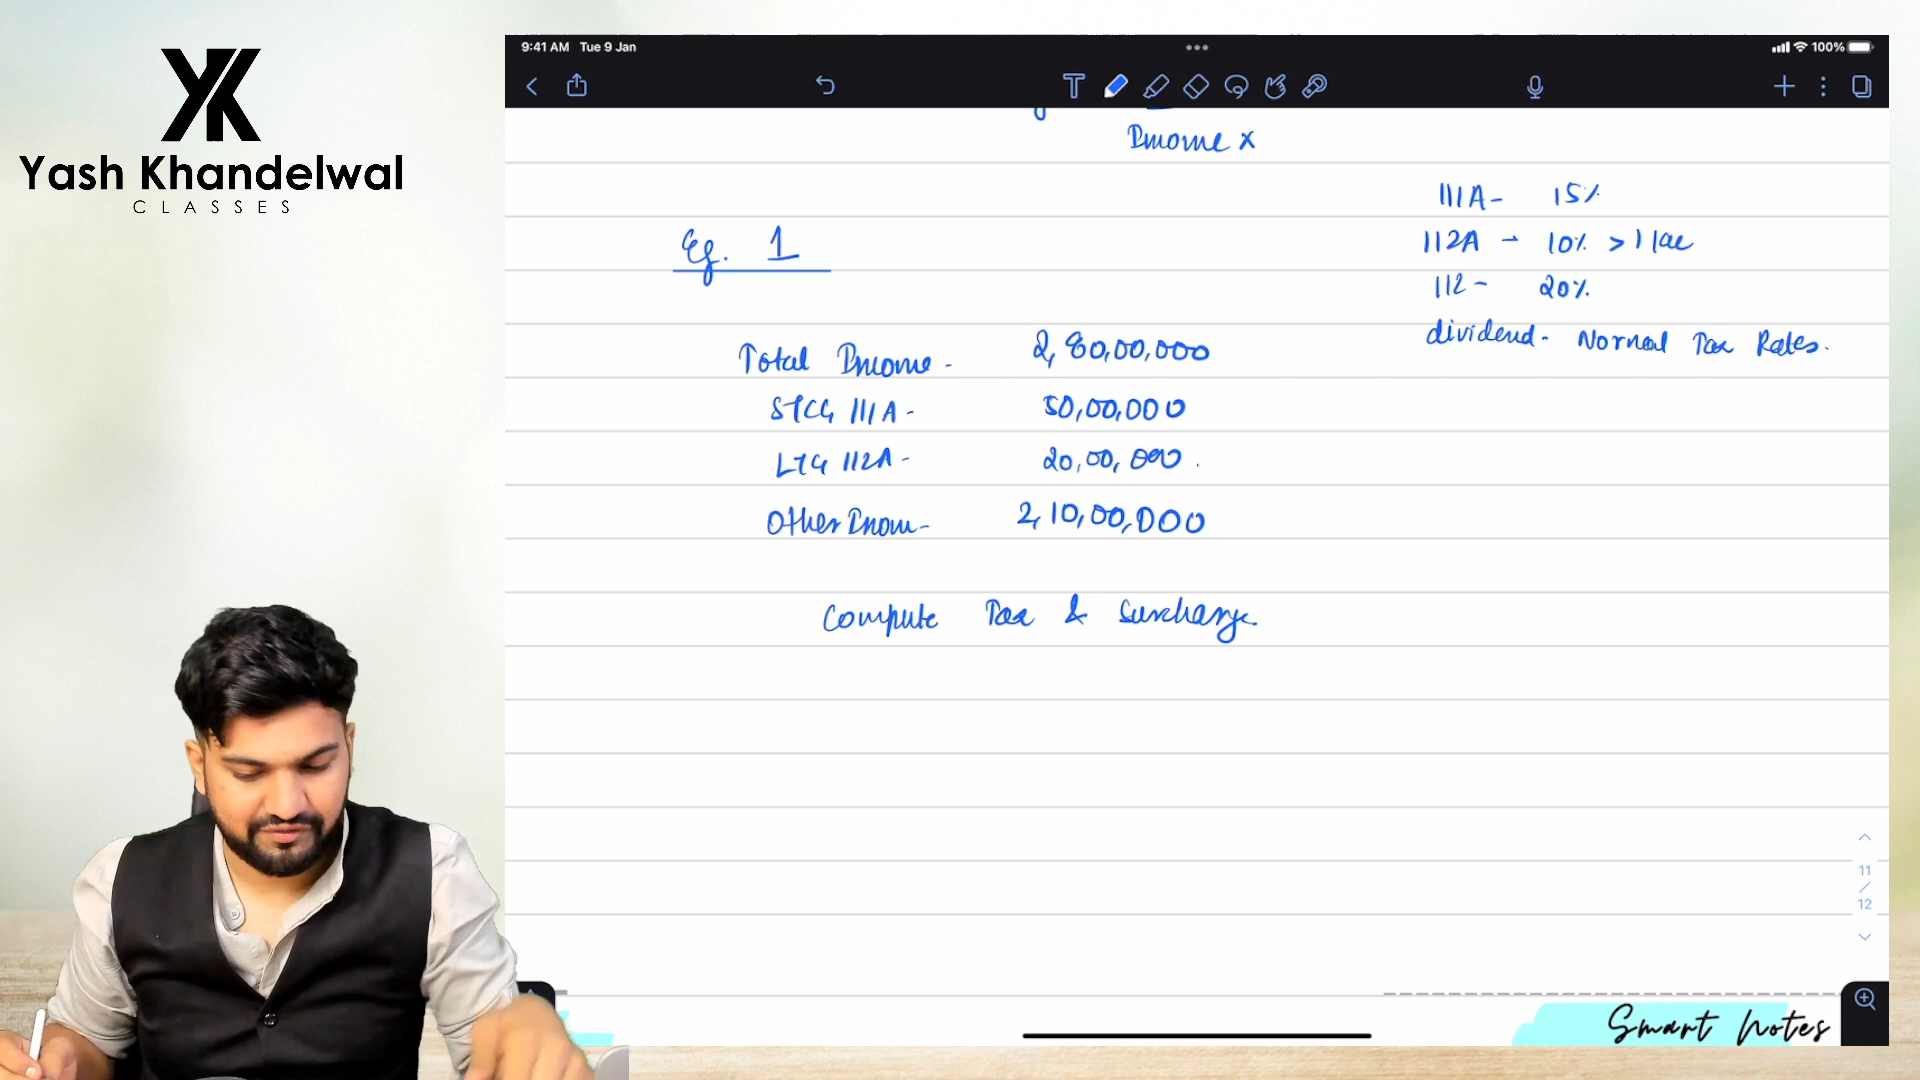 YK
Yash Khandelwal
CLASSES
9:41 AM Tue 9 Jan
100%
Income x
111A - 15%
112A - 10% > 1 lac
112 - 20%
dividend - Normal Tax Rates.
Eg. 1
Total Income - 2,80,00,000
STCG 111A - 50,00,000
LTCG 112A - 20,00,000.
Other Incom - 2,10,00,000
Compute Tax & Surcharge.
11
/
12
Smart Notes